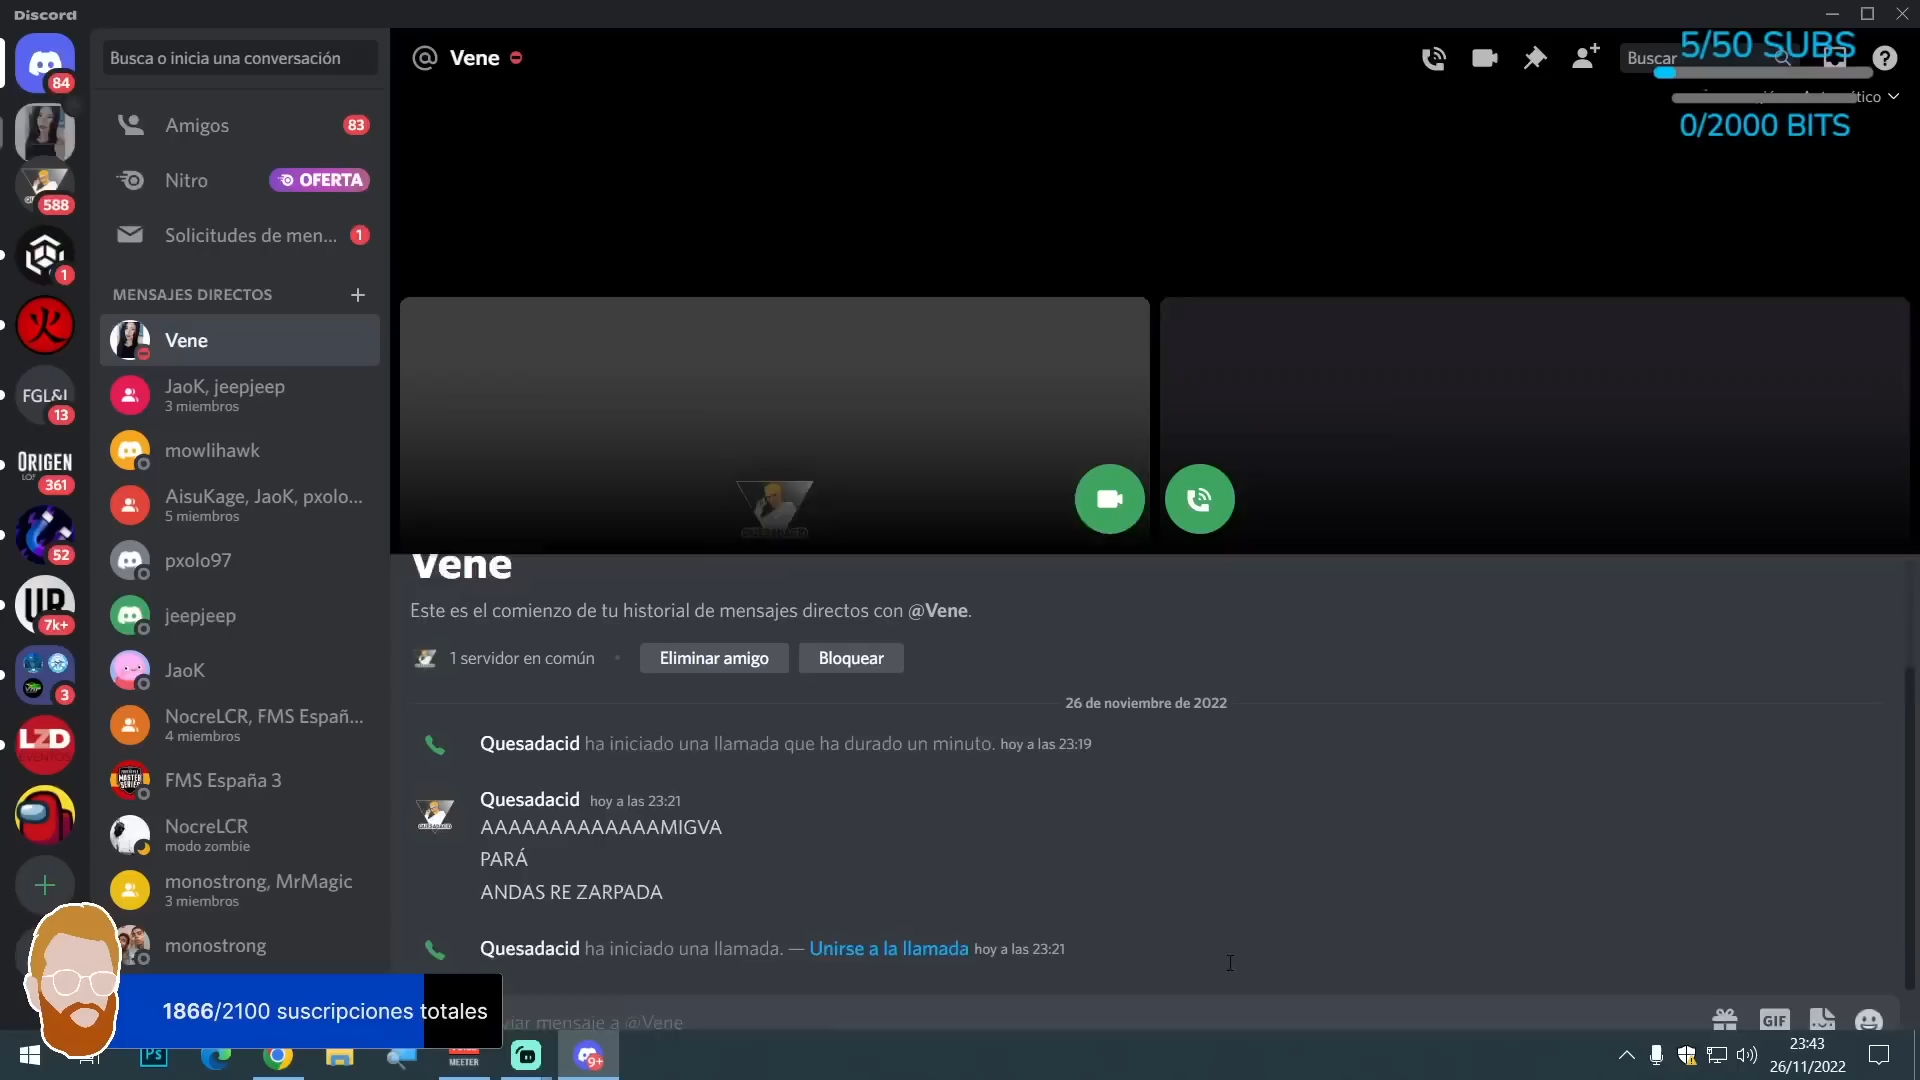 Discord
Busca o inicia una conversación
84
588
1
FGL&I
13
ORIGEN
361
52
UR
7k+
3
LZD
EVENTOS
Amigos
83
Nitro
OFERTA
Solicitudes de men...
1
MENSAJES DIRECTOS
Vene
JaoK, jeepjeep
3 miembros
mowlihawk
AisuKage, JaoK, pxolo...
5 miembros
pxolo97
jeepjeep
JaoK
NocreLCR, FMS Españ...
4 miembros
FMS España 3
NocreLCR
modo zombie
monostrong, MrMagic
3 miembros
monostrong
Vene
Buscar
5/50 SUBS
0/2000 BITS
Vene
Este es el comienzo de tu historial de mensajes directos con @Vene.
1 servidor en común
Eliminar amigo
Bloquear
26 de noviembre de 2022
Quesadacid ha iniciado una llamada que ha durado un minuto. hoy a las 23:19
Quesadacid hoy a las 23:21
AAAAAAAAAAAAAMIGVA
PARÁ
ANDAS RE ZARPADA
Quesadacid ha iniciado una llamada. — Unirse a la llamada hoy a las 23:21
mensaje a @Vene
GIF
1866/2100 suscripciones totales
Ps
MEETER
9+
23:43
26/11/2022